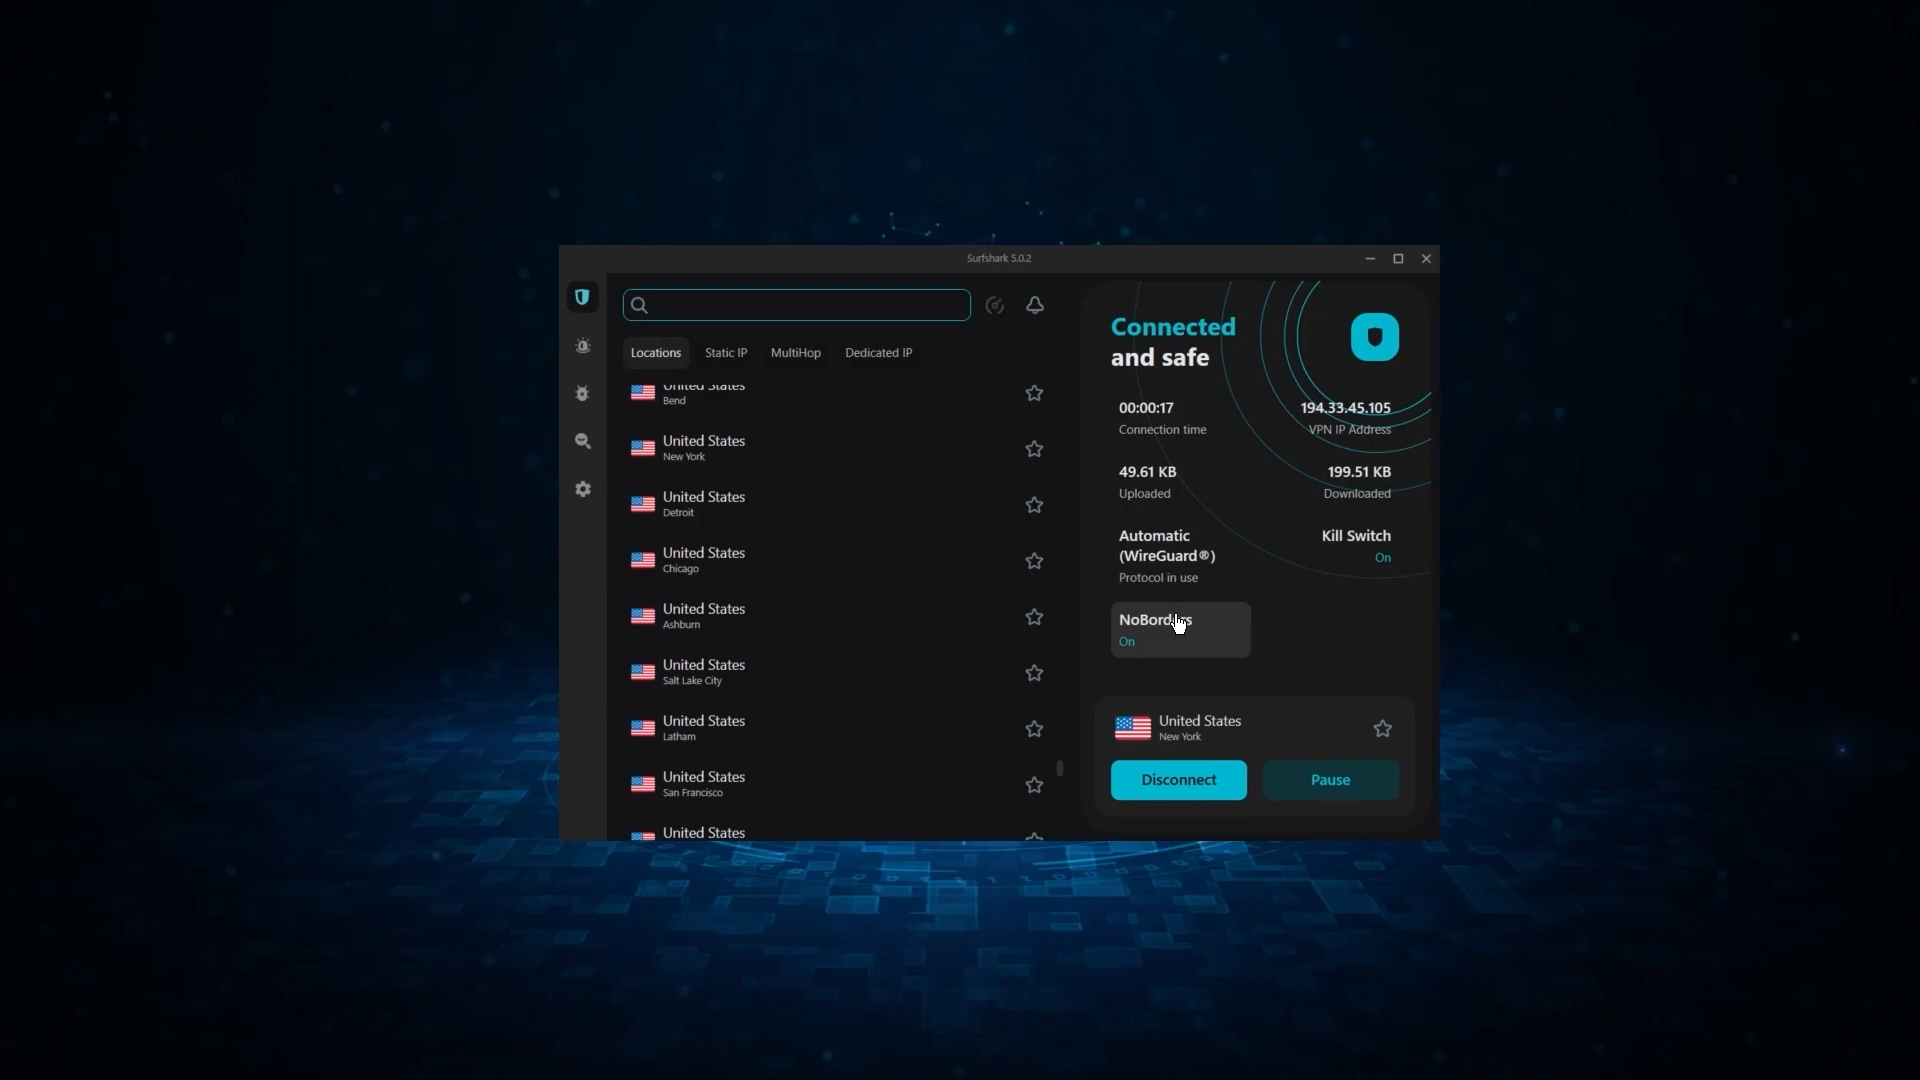 Surfshark 5.0.2
Locations
Static IP
MultiHop
Dedicated IP
United States
Bend
United States
New York
United States
Detroit
United States
Chicago
United States
Ashburn
United States
Salt Lake City
United States
Latham
United States
San Francisco
United States
Connected
and safe
00:00:17
Connection time
194.33.45.105
VPN IP Address
49.61 KB
Uploaded
199.51 KB
Downloaded
Automatic
(WireGuard®)
Protocol in use
Kill Switch
On
NoBorders
On
United States
New York
Disconnect
Pause